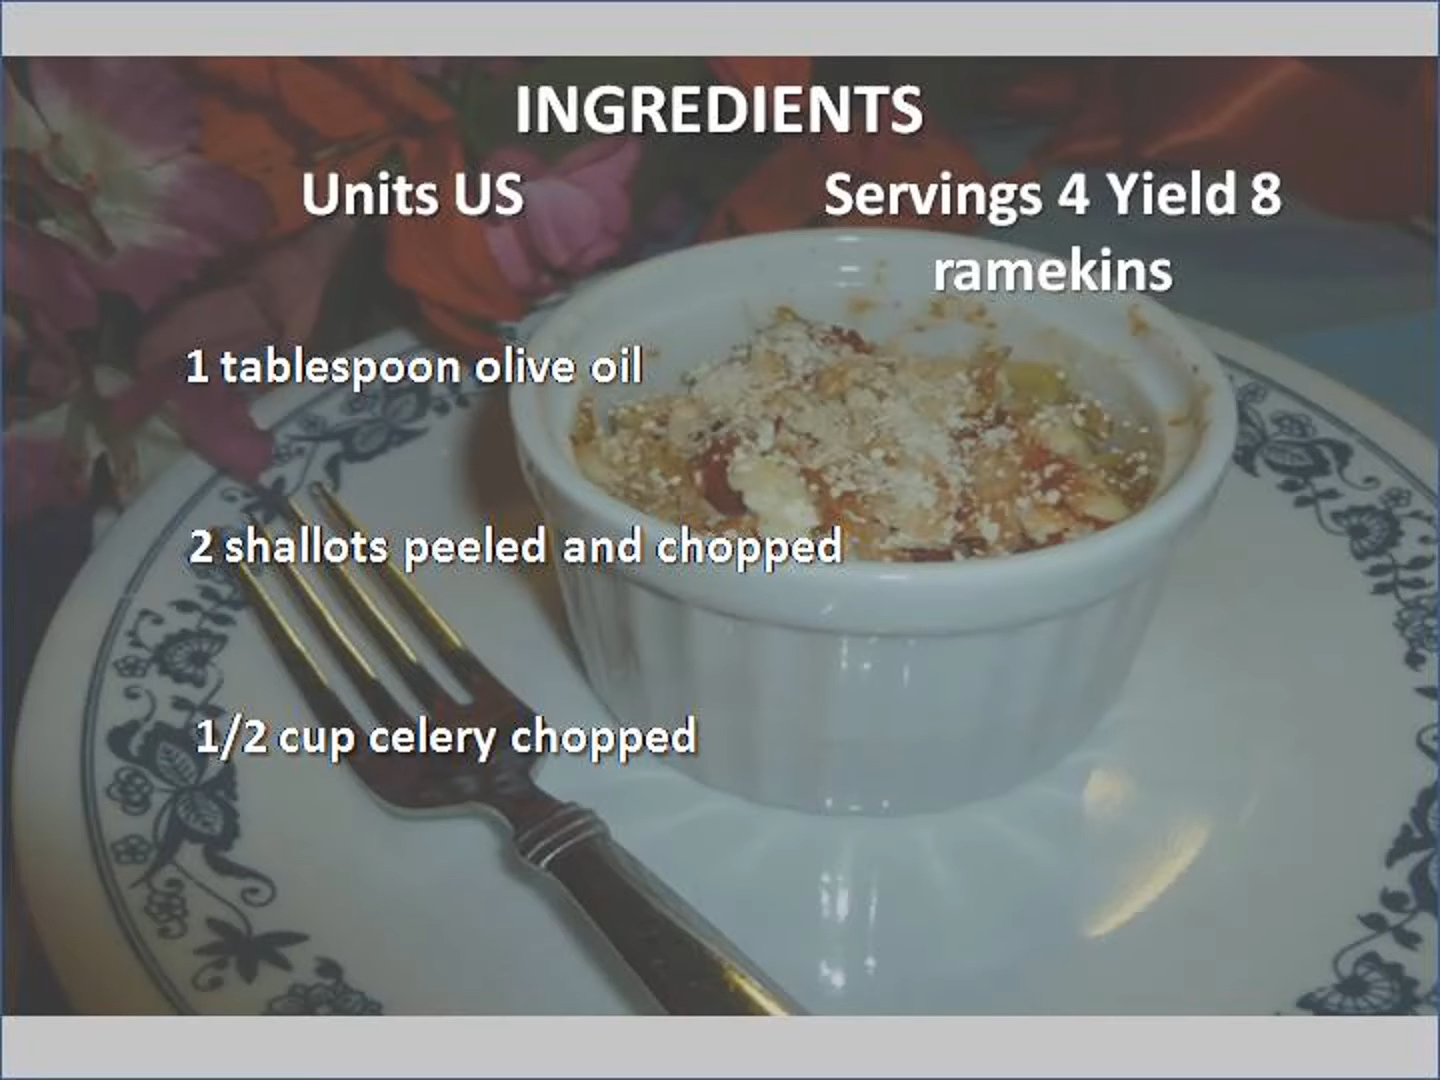 INGREDIENTS
Units US
Servings 4 Yield 8
ramekins
1 tablespoon olive oil
2 shallots peeled and chopped
1/2 cup celery chopped